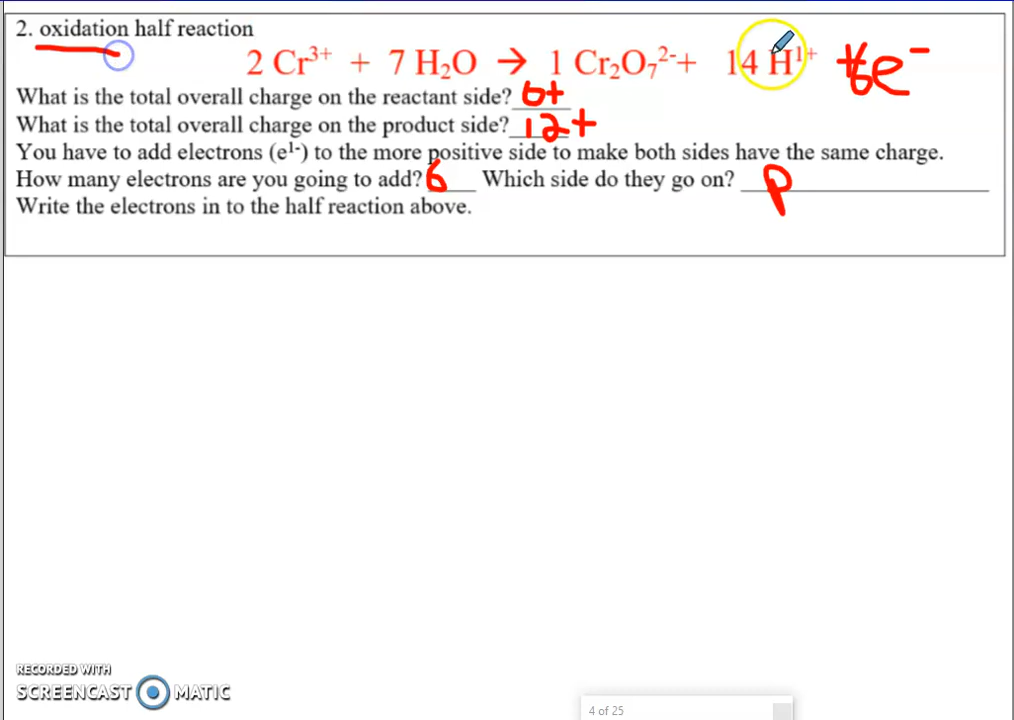 2. oxidation half reaction
2 Cr³⁺ + 7 H₂O → 1 Cr₂O₇²⁻ + 14 H¹⁺ + 6e⁻
What is the total overall charge on the reactant side? 6+
What is the total overall charge on the product side? 12+
You have to add electrons (e¹⁻) to the more positive side to make both sides have the same charge.
How many electrons are you going to add? 6 Which side do they go on? P
Write the electrons in to the half reaction above.
RECORDED WITH
SCREENCAST MATIC
4 of 25